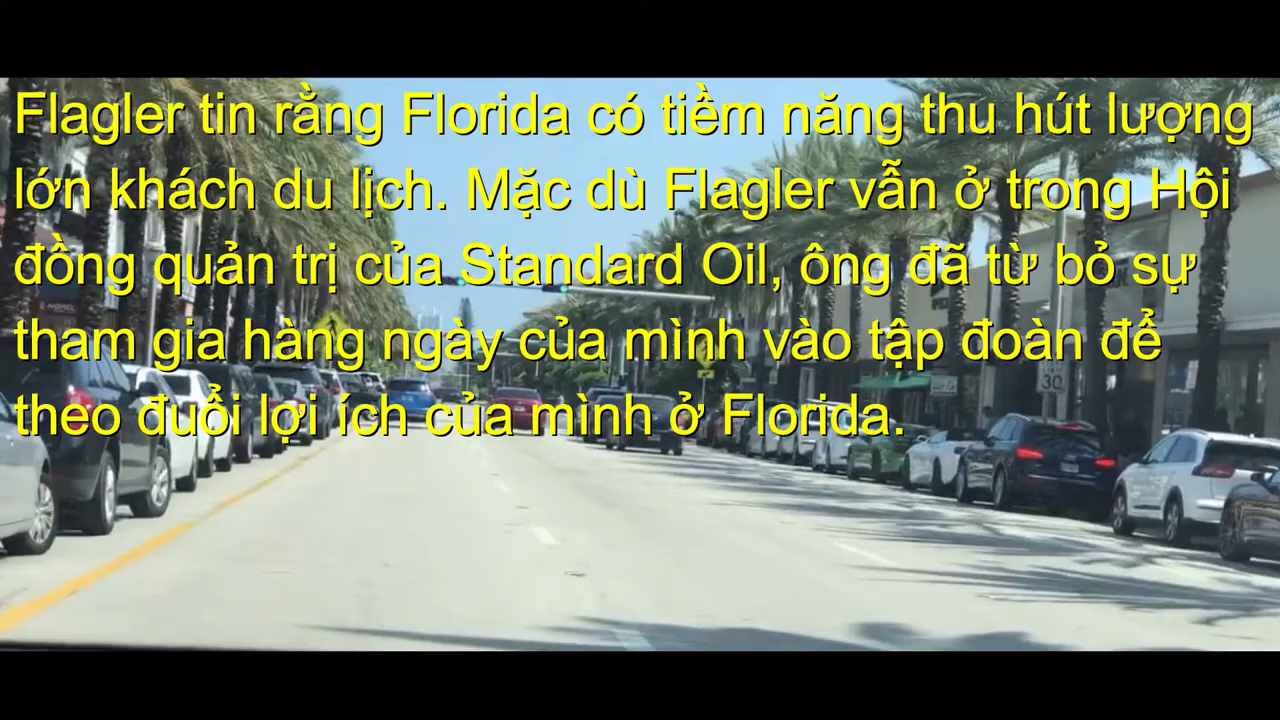 Flagler tin rằng Florida có tiềm năng thu hút lượng
lớn khách du lịch. Mặc dù Flagler vẫn ở trong Hội
đồng quản trị của Standard Oil, ông đã từ bỏ sự
tham gia hàng ngày của mình vào tập đoàn để
theo đuổi lợi ích của mình ở Florida.
30